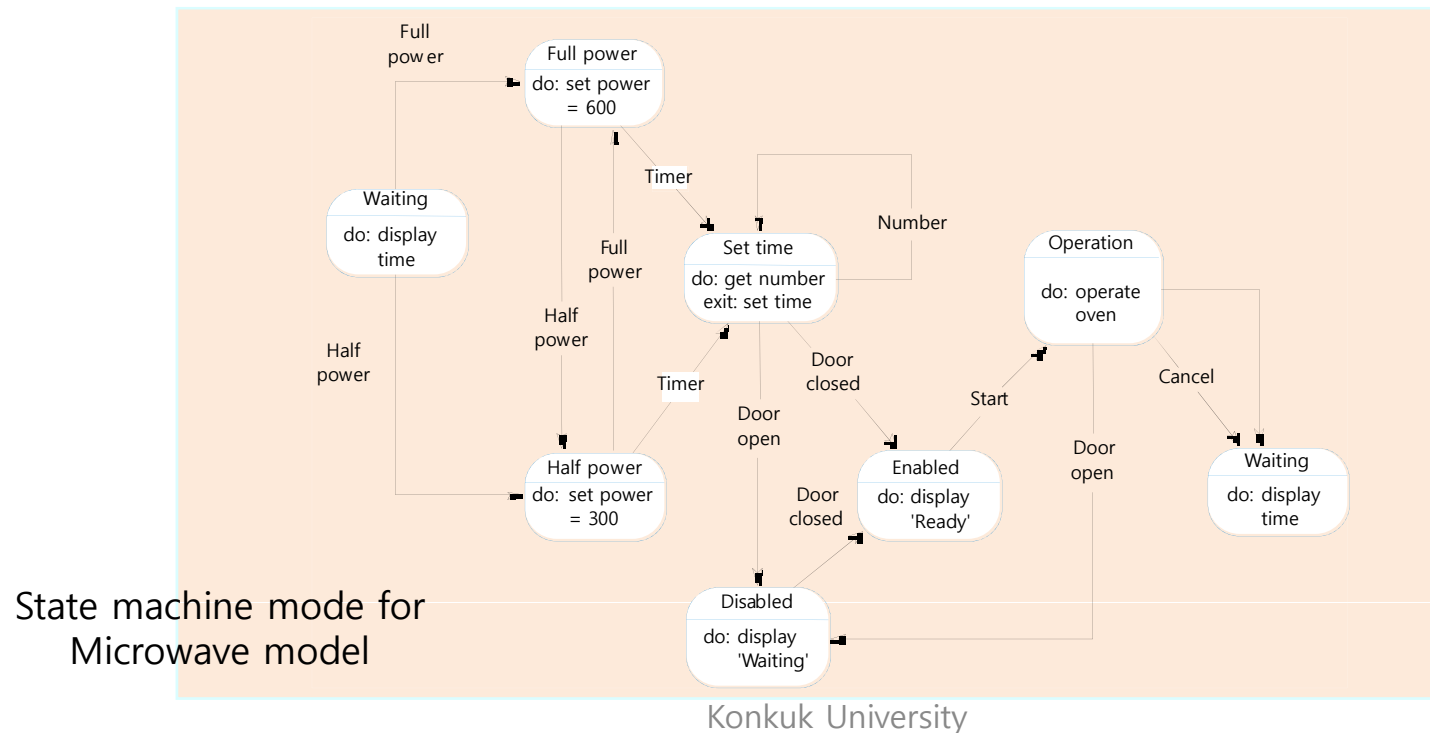 Full
power
Full power
do: set power
= 600
Timer
Waiting
do: display
time
Number
Full
power
Set time
do: get number
exit: set time
Operation
do: operate
oven
Half
power
Half
power
Door
closed
Timer
Cancel
Start
Door
open
Door
open
Half power
do: set power
= 300
Enabled
do: display
'Ready'
Waiting
do: display
time
Door
closed
Disabled
do: display
'Waiting'
State machine mode for
Microwave model
Konkuk University